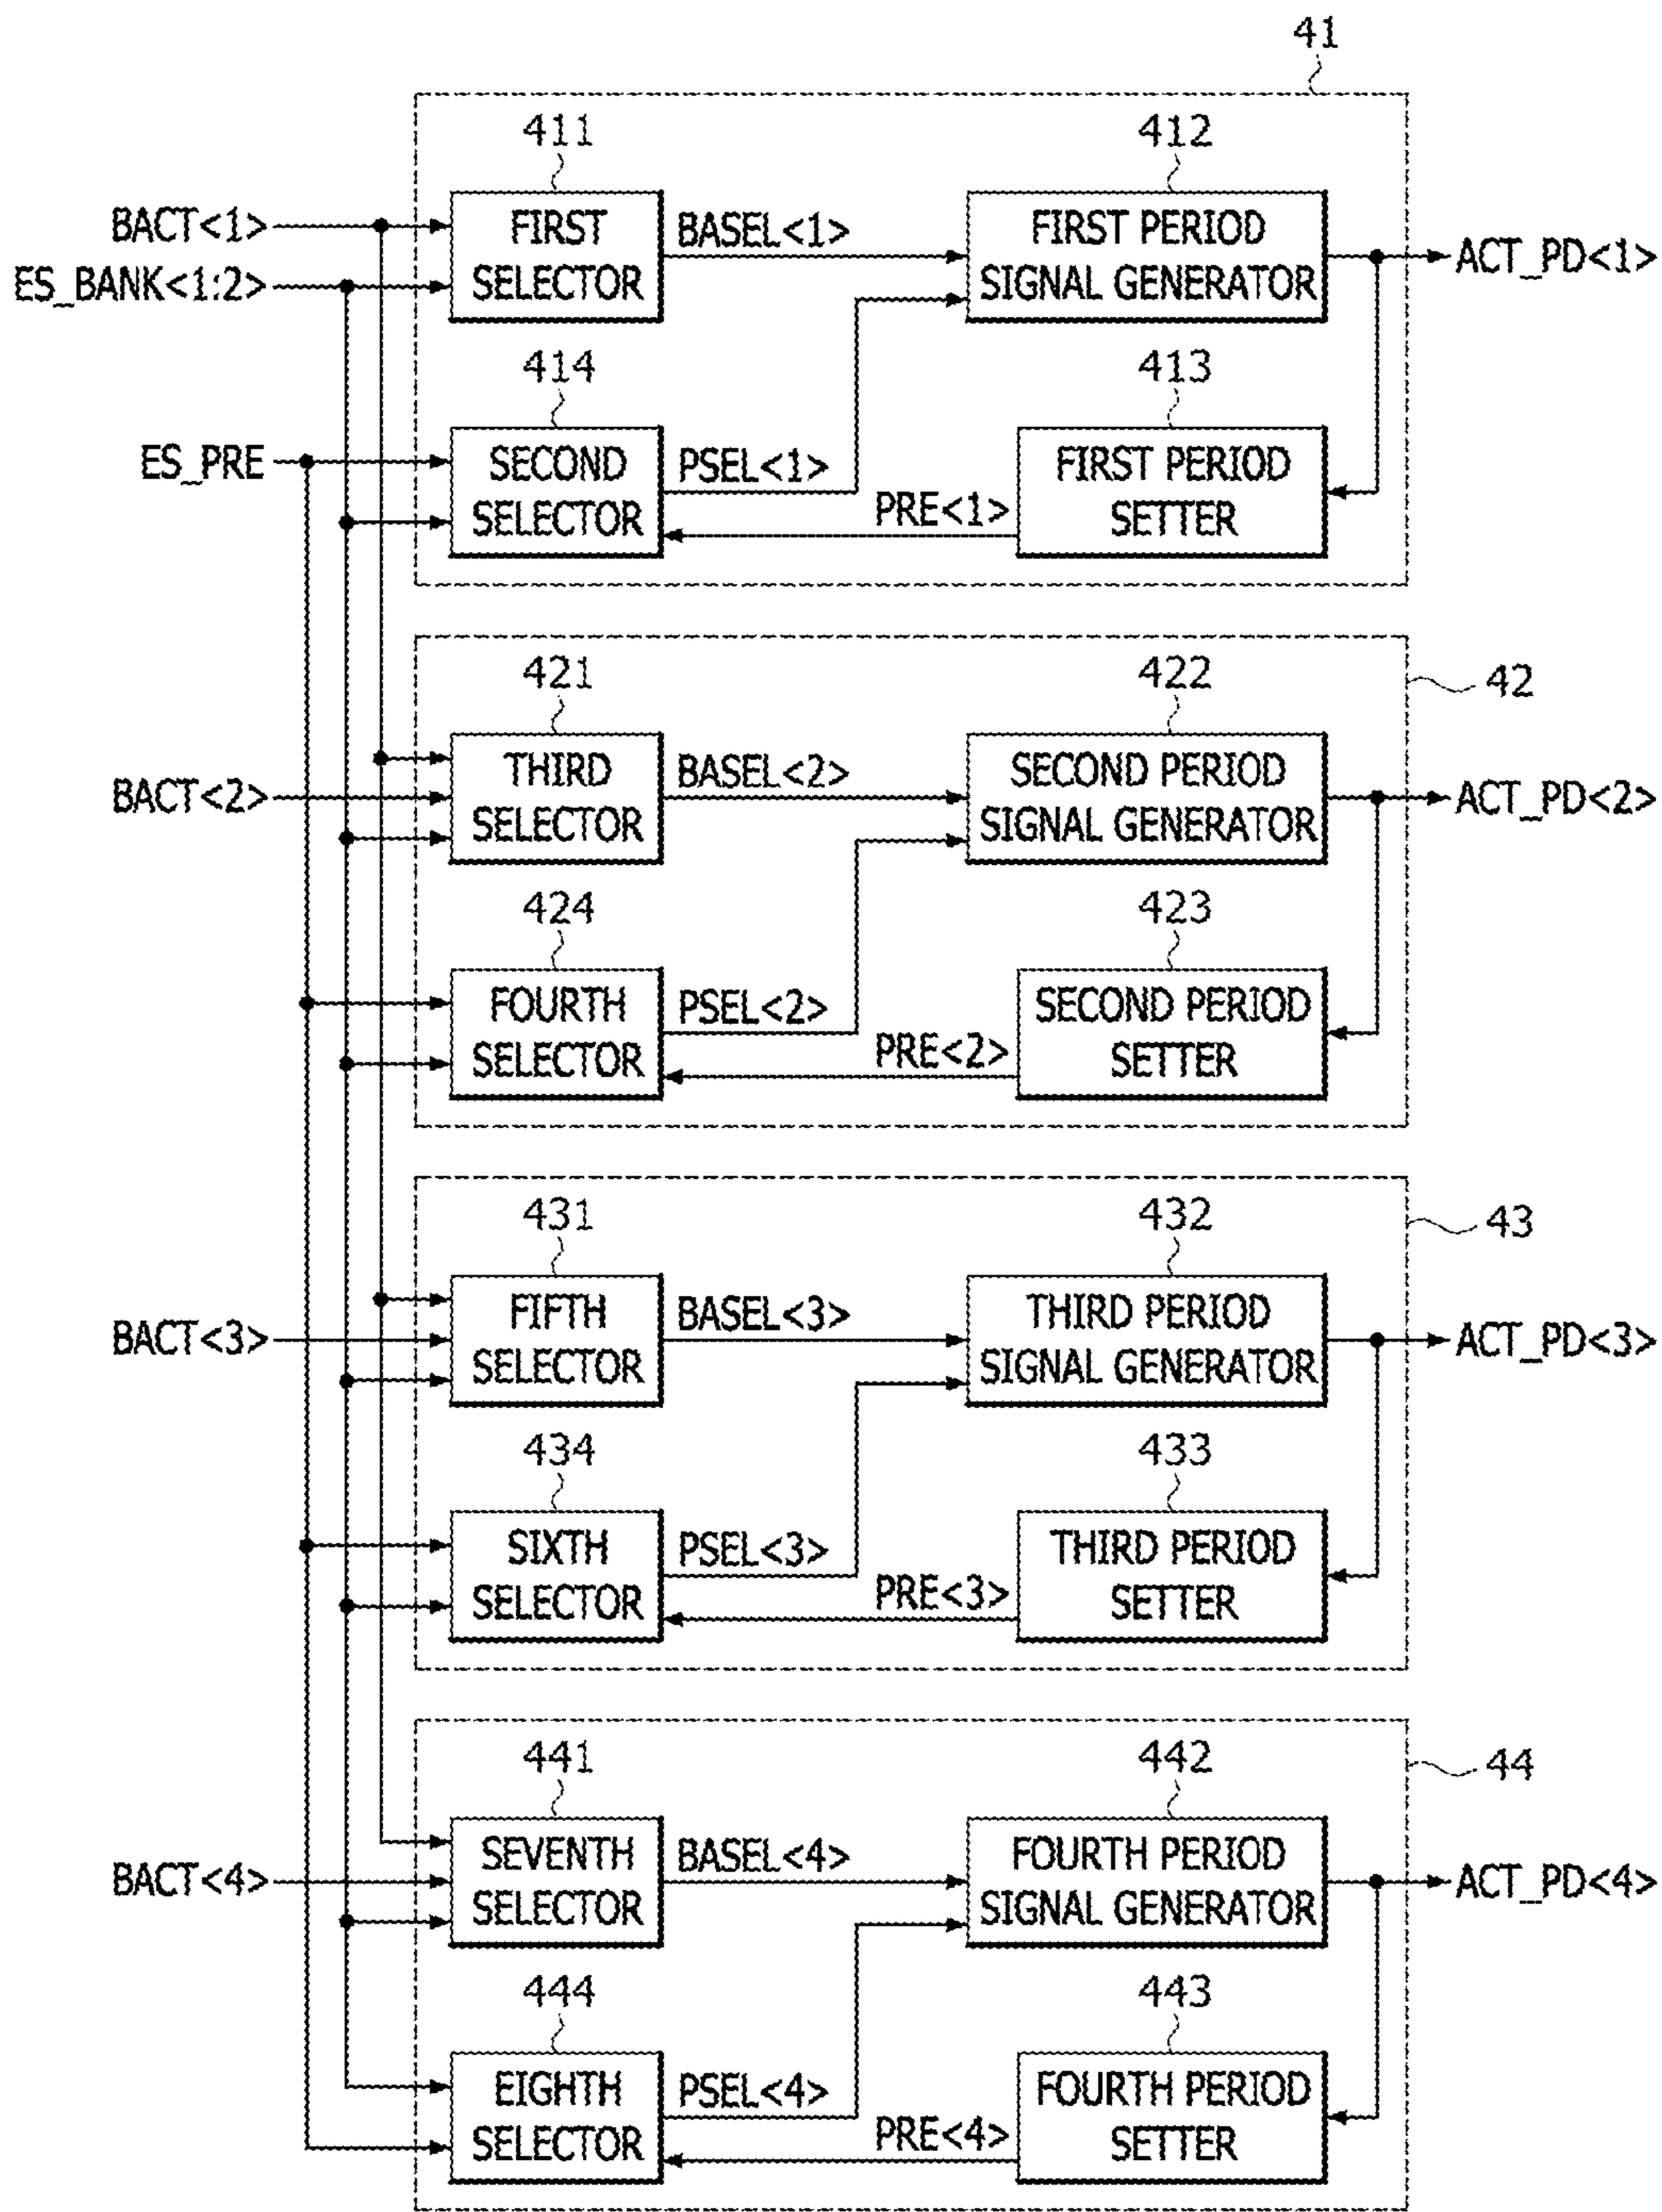 41
411
412
BACT<1>
FIRST
SELECTOR
BASEL<1>
FIRST PERIOD
SIGNAL GENERATOR
ACT_PD<1>
ES_BANK<1:2>
414
413
ES_PRE
SECOND
SELECTOR
PSEL<1>
PRE<1>
FIRST PERIOD
SETTER
42
421
422
BACT<2>
THIRD
SELECTOR
BASEL<2>
SECOND PERIOD
SIGNAL GENERATOR
ACT_PD<2>
424
423
FOURTH
SELECTOR
PSEL<2>
PRE<2>
SECOND PERIOD
SETTER
43
431
432
BACT<3>
FIFTH
SELECTOR
BASEL<3>
THIRD PERIOD
SIGNAL GENERATOR
ACT_PD<3>
434
433
SIXTH
SELECTOR
PSEL<3>
PRE<3>
THIRD PERIOD
SETTER
44
441
442
BACT<4>
SEVENTH
SELECTOR
BASEL<4>
FOURTH PERIOD
SIGNAL GENERATOR
ACT_PD<4>
444
443
EIGHTH
SELECTOR
PSEL<4>
PRE<4>
FOURTH PERIOD
SETTER